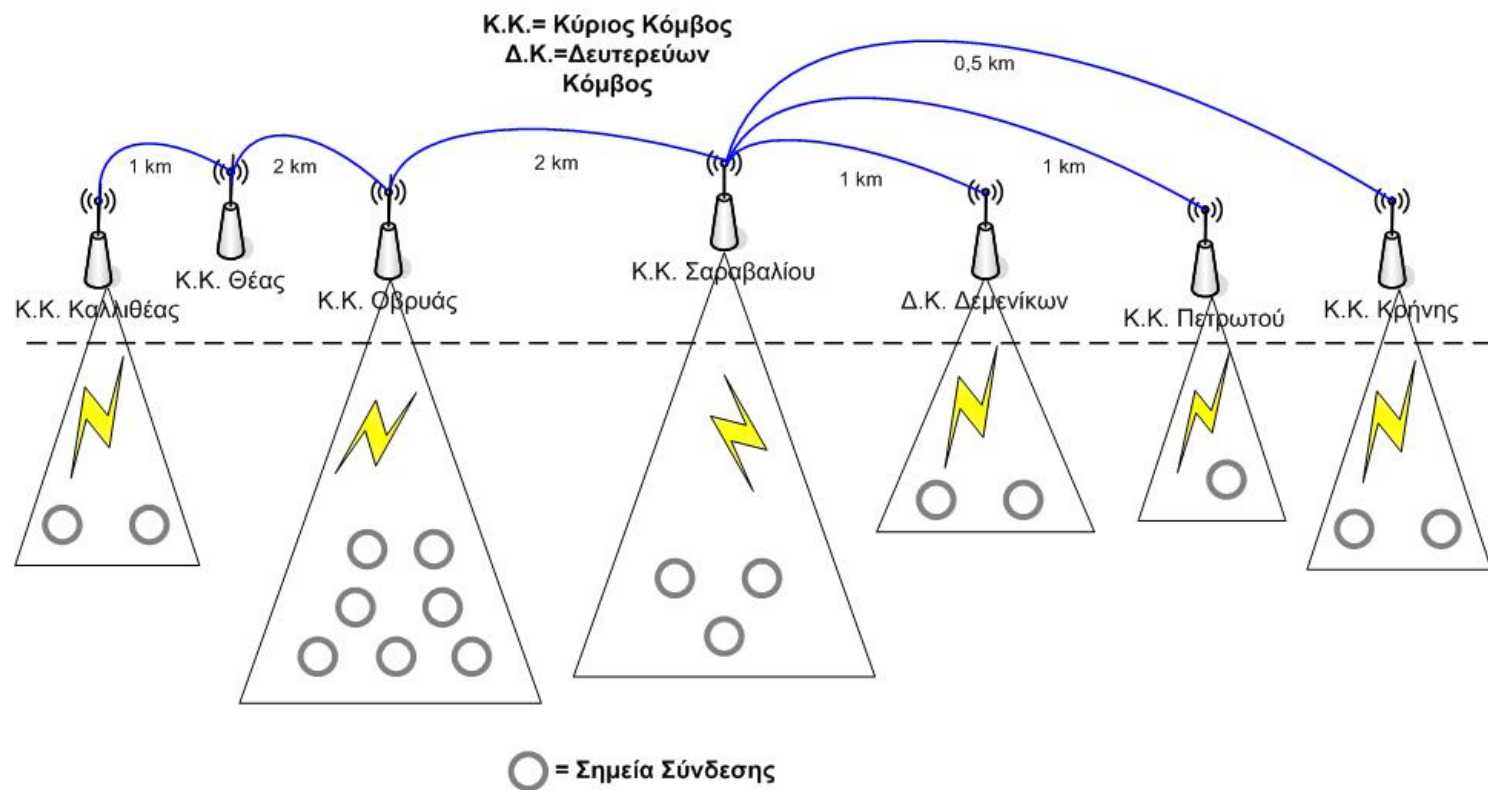 Κ.Κ.= Κύριος Κόμβος
Δ.Κ.=Δευτερεύων
Κόμβος
0,5 km
1 km
2 km
2 km
1 km
1 km
Κ.Κ. Καλλιθέας
Κ.Κ. Θέας
Κ.Κ. Οβρυάς
Κ.Κ. Σαραβαλίου
Δ.Κ. Δεμενίκων
Κ.Κ. Πετρωτού
Κ.Κ. Κρήνης
= Σημεία Σύνδεσης